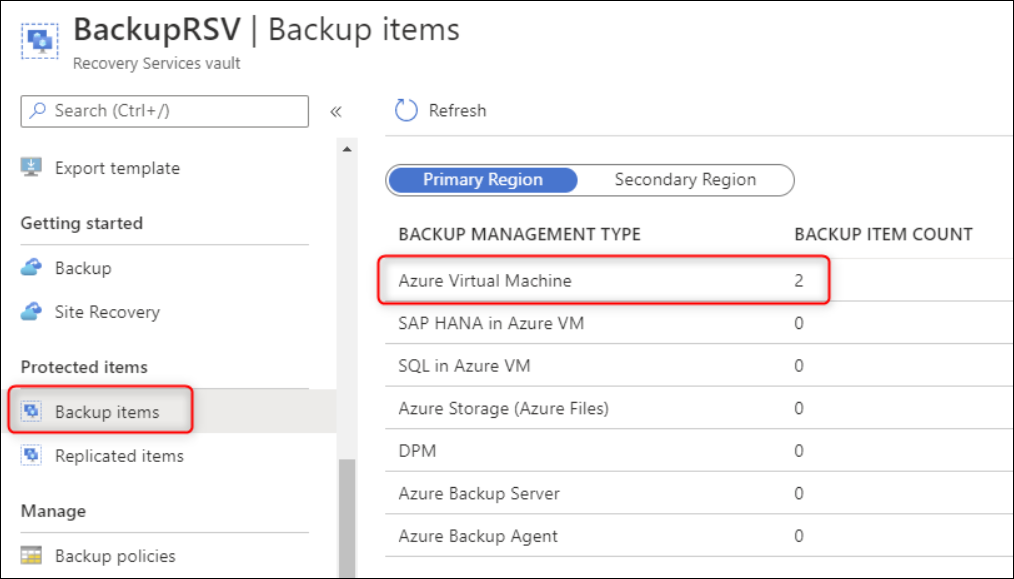 BackupRSV | Backup items
Recovery Services vault
Search (Ctrl+/)
«
Refresh
Export template
Getting started
Backup
Site Recovery
Protected items
Backup items
Replicated items
Manage
Backup policies
Primary Region Secondary Region
BACKUP MANAGEMENT TYPE BACKUP ITEM COUNT
Azure Virtual Machine 2
SAP HANA in Azure VM 0
SQL in Azure VM 0
Azure Storage (Azure Files) 0
DPM 0
Azure Backup Server 0
Azure Backup Agent 0